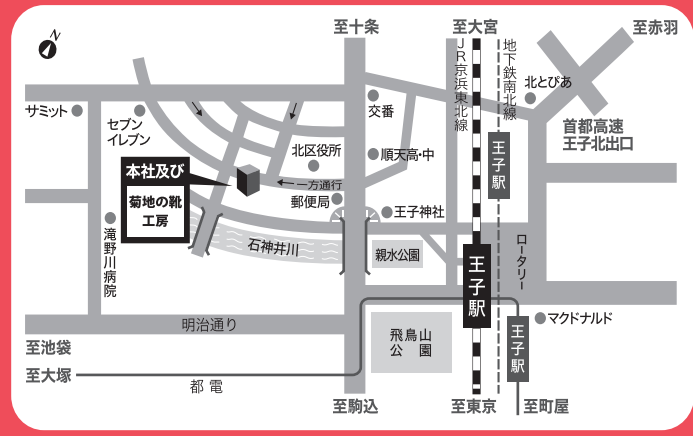 N
至十条
至大宮
至赤羽
JR京浜東北線
地下鉄南北線
北とぴあ
サミット
セブン
イレブン
交番
首都高速
王子北出口
北区役所
順天高・中
王子駅
本社及び
菊地の靴
工房
一方通行
郵便局
王子神社
滝野川病院
石神井川
親水公園
ロータリー
王子駅
明治通り
飛鳥山
公園
マクドナルド
王子駅
至池袋
至大塚
都電
至駒込
至東京
至町屋